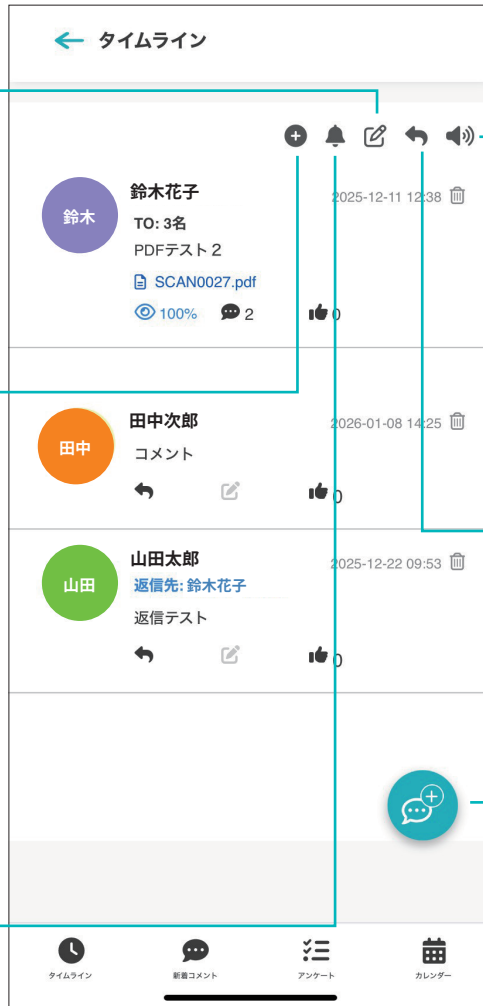 タイムライン
鈴木
鈴木花子
2025-12-11 12:38
TO: 3名
PDFテスト 2
SCAN0027.pdf
100% 2 0
田中
田中次郎
2026-01-08 14:25
コメント
0
山田
山田太郎
2025-12-22 09:53
返信先: 鈴木花子
返信テスト
0
タイムライン 新着コメント アンケート カレンダー